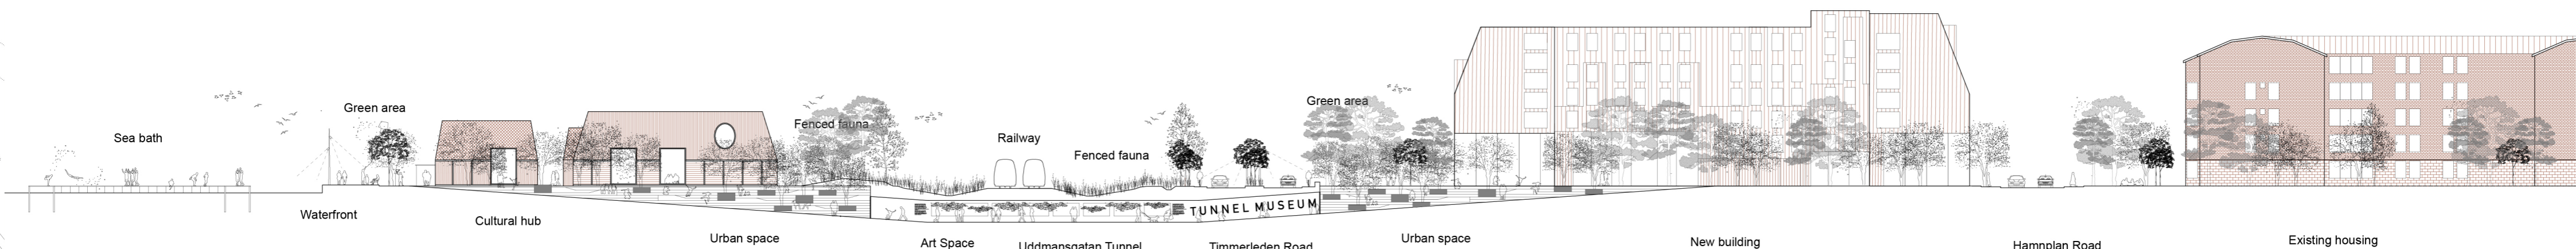 Sea bath
Green area
Fenced fauna
Railway
Fenced fauna
Green area
TUNNEL MUSEUM
Waterfront
Cultural hub
Urban space
Art Space
Uddmansgatan Tunnel
Timmerleden Road
Urban space
New building
Hamnplan Road
Existing housing